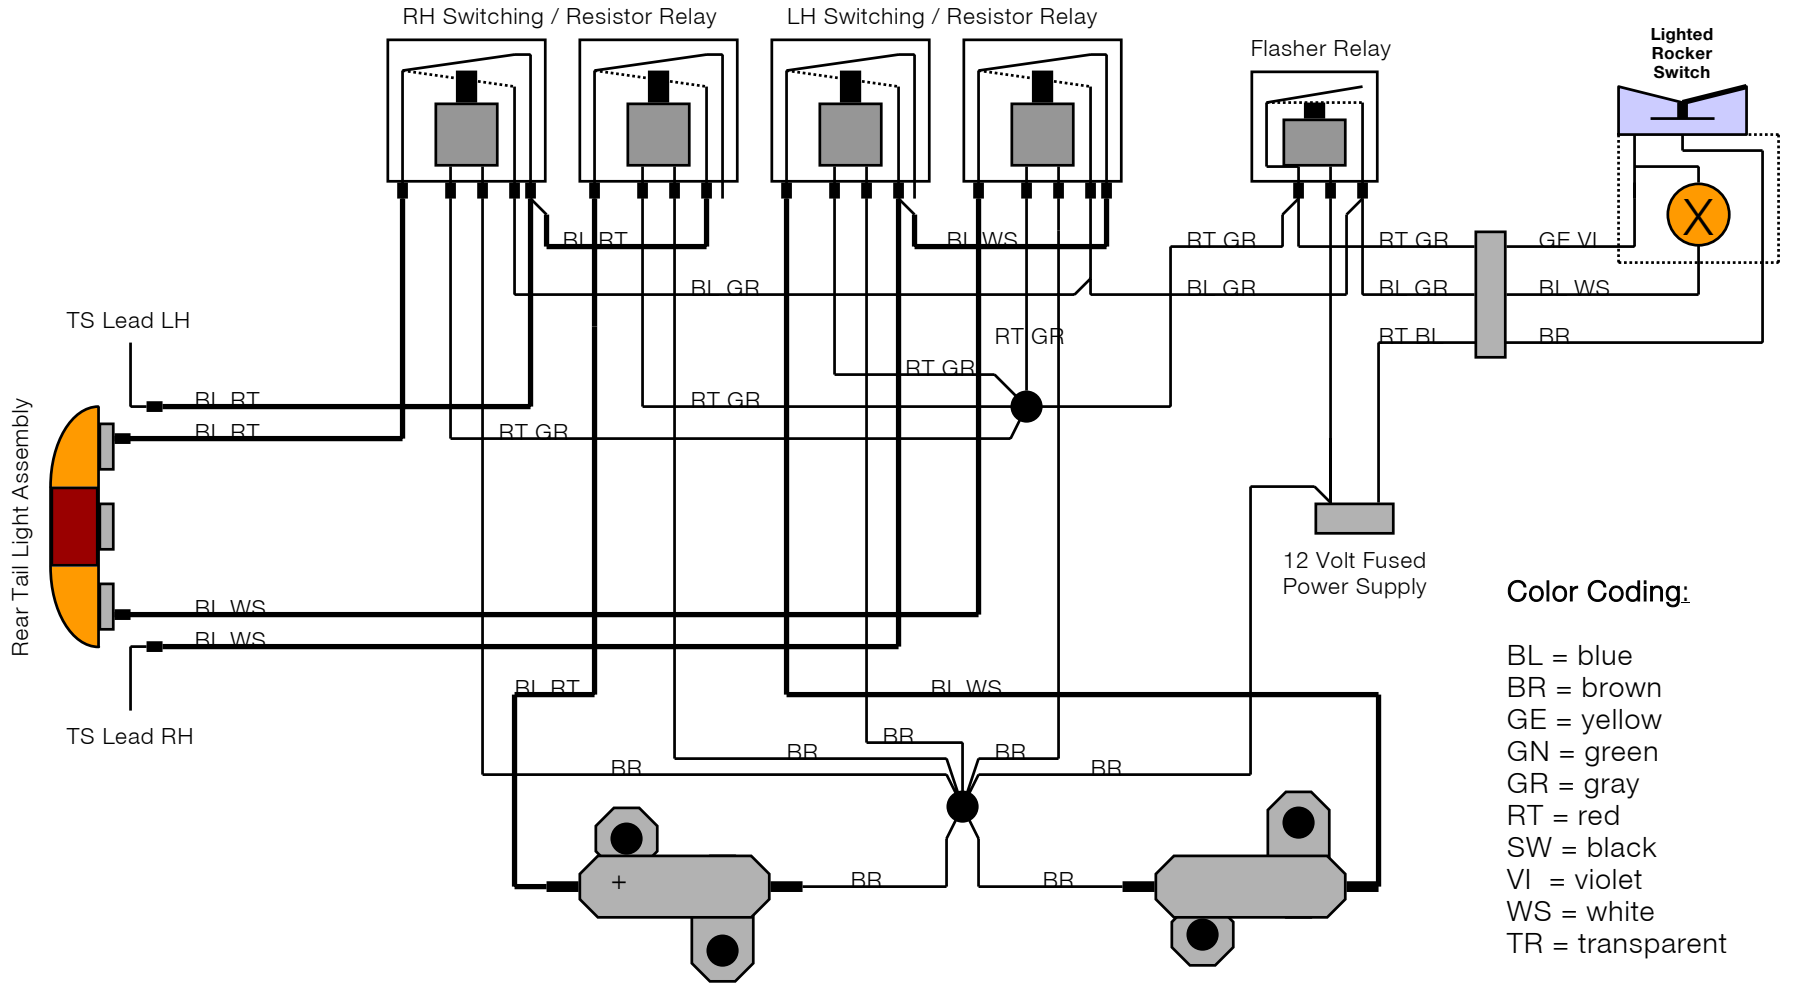 RH Switching / Resistor Relay
LH Switching / Resistor Relay
Flasher Relay
Lighted
Rocker
Switch
X
BL RT
BL WS
RT GR
RT GR
GE VI
BL GR
BL GR
BL GR
BL WS
TS Lead LH
RT GR
RT BL
BR
RT GR
BL RT
RT GR
BL RT
RT GR
Rear Tail Light Assembly
12 Volt Fused
Power Supply
BL WS
BL WS
BL RT
BL WS
TS Lead RH
BR
BR
BR
BR
BR
+
BR
BR
Color Coding:
BL = blue
BR = brown
GE = yellow
GN = green
GR = gray
RT = red
SW = black
VI = violet
WS = white
TR = transparent